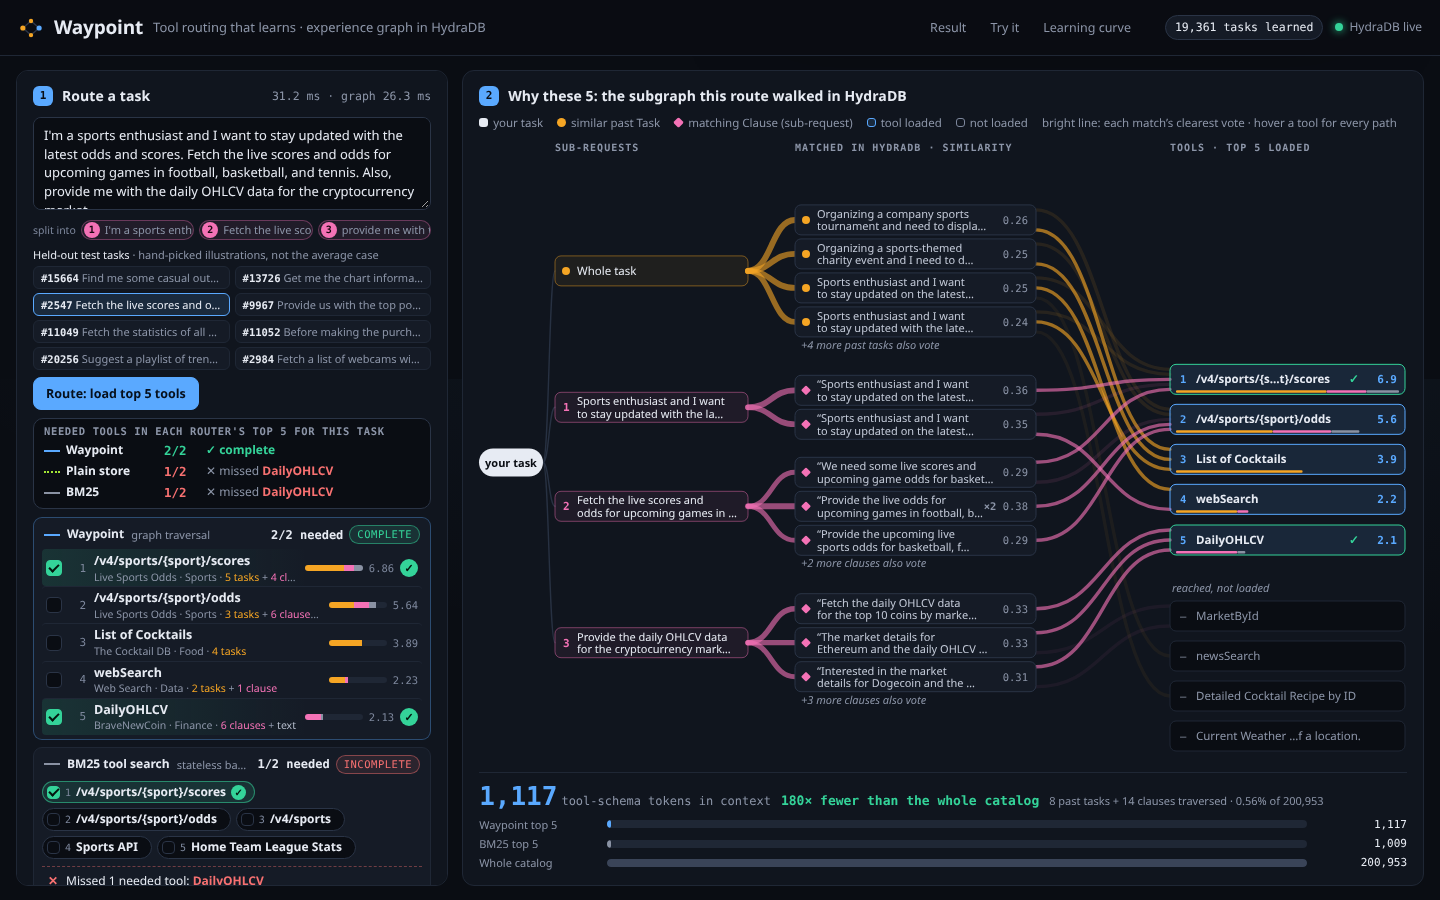 Waypoint Tool routing that learns · experience graph in HydraDB
Result Try it Learning curve 19,361 tasks learned HydraDB live
1 Route a task 31.2 ms · graph 26.3 ms
I'm a sports enthusiast and I want to stay updated with the
latest odds and scores. Fetch the live scores and odds for
upcoming games in football, basketball, and tennis. Also,
provide me with the daily OHLCV data for the cryptocurrency
split into 1 I'm a sports enth 2 Fetch the live sco 3 provide me with
Held-out test tasks · hand-picked illustrations, not the average case
#15664 Find me some casual out... #13726 Get me the chart informa...
#2547 Fetch the live scores and o... #9967 Provide us with the top po...
#11049 Fetch the statistics of all ... #11052 Before making the purch...
#20256 Suggest a playlist of tren... #2984 Fetch a list of webcams wi...
Route: load top 5 tools
NEEDED TOOLS IN EACH ROUTER'S TOP 5 FOR THIS TASK
Waypoint 2/2 ✓ complete
Plain store 1/2 ✕ missed DailyOHLCV
BM25 1/2 ✕ missed DailyOHLCV
Waypoint graph traversal 2/2 needed COMPLETE
1 /v4/sports/{sport}/scores 6.86 ✓
Live Sports Odds · Sports · 5 tasks + 4 cl...
2 /v4/sports/{sport}/odds 5.64
Live Sports Odds · Sports · 3 tasks + 6 clause...
3 List of Cocktails 3.89
The Cocktail DB · Food · 4 tasks
4 webSearch 2.23
Web Search · Data · 2 tasks + 1 clause
5 DailyOHLCV 2.13 ✓
BraveNewCoin · Finance · 6 clauses + text
BM25 tool search stateless ba... 1/2 needed INCOMPLETE
1 /v4/sports/{sport}/scores ✓
2 /v4/sports/{sport}/odds 3 /v4/sports
4 Sports API 5 Home Team League Stats
✕ Missed 1 needed tool: DailyOHLCV
2 Why these 5: the subgraph this route walked in HydraDB
your task similar past Task matching Clause (sub-request) tool loaded not loaded bright line: each match's clearest vote · hover a tool for every path
SUB-REQUESTS MATCHED IN HYDRADB · SIMILARITY TOOLS · TOP 5 LOADED
your task
Whole task
1 Sports enthusiast and I want
to stay updated with the la...
2 Fetch the live scores and
odds for upcoming games in ...
3 Provide the daily OHLCV data
for the cryptocurrency mark...
Organizing a company sports
tournament and need to displa... 0.26
Organizing a sports-themed
charity event and I need to d... 0.25
Sports enthusiast and I want
to stay updated on the latest... 0.25
Sports enthusiast and I want
to stay updated with the late... 0.24
+4 more past tasks also vote
“Sports enthusiast and I want
to stay updated on the latest... 0.36
“Sports enthusiast and I want
to stay updated on the latest... 0.35
“We need some live scores and
upcoming game odds for basket... 0.29
“Provide the live odds for
upcoming games in football, b... ×2 0.38
“Provide the upcoming live
sports odds for basketball, f... 0.29
+2 more clauses also vote
“Fetch the daily OHLCV data
for the top 10 coins by marke... 0.33
“The market details for
Ethereum and the daily OHLCV ... 0.33
“Interested in the market
details for Dogecoin and the ... 0.31
+3 more clauses also vote
1 /v4/sports/{s...t}/scores ✓ 6.9
2 /v4/sports/{sport}/odds 5.6
3 List of Cocktails 3.9
4 webSearch 2.2
5 DailyOHLCV ✓ 2.1
reached, not loaded
– MarketById
– newsSearch
– Detailed Cocktail Recipe by ID
– Current Weather ...f a location.
1,117 tool-schema tokens in context 180× fewer than the whole catalog 8 past tasks + 14 clauses traversed · 0.56% of 200,953
Waypoint top 5 1,117
BM25 top 5 1,009
Whole catalog 200,953